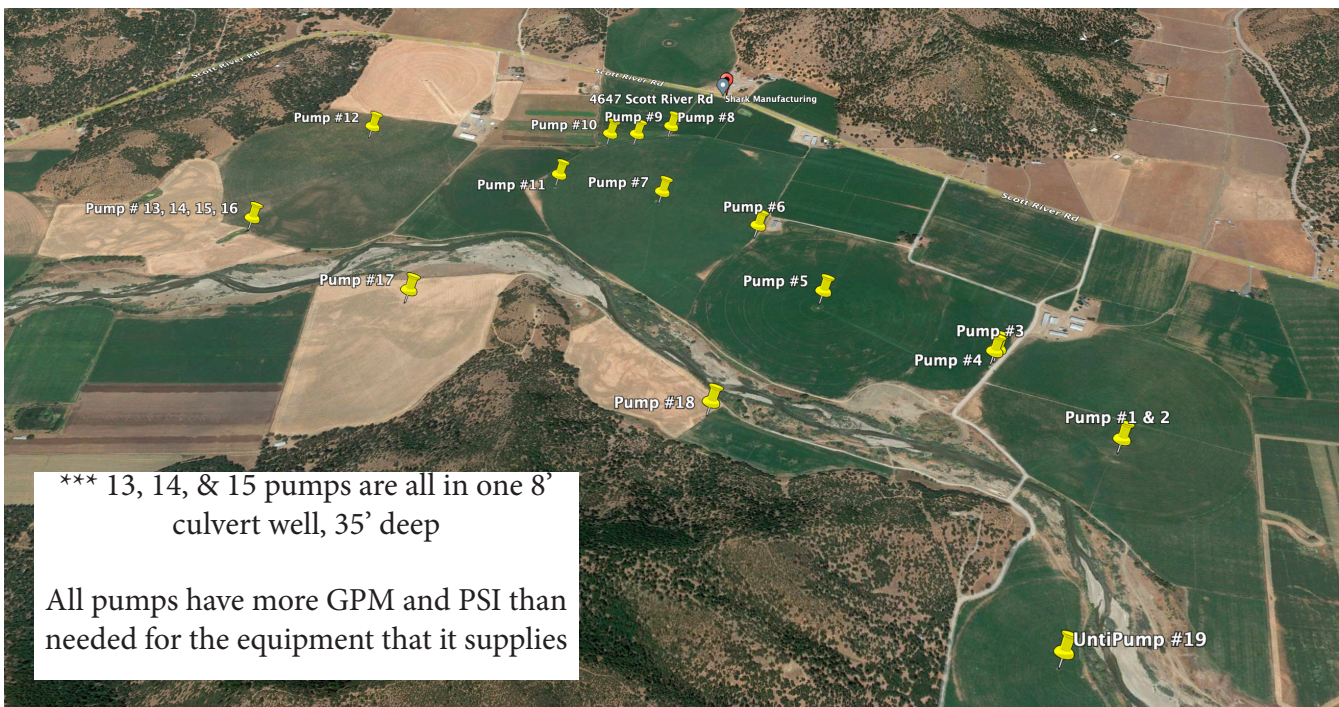 Scott River Rd
Scott River Rd
4647 Scott River Rd
Shark Manufacturing
Pump #12
Pump #10
Pump #9
Pump #8
Pump #11
Pump #7
Pump # 13, 14, 15, 16
Pump #6
Scott River Rd
Pump #17
Pump #5
Pump #3
Pump #4
Pump #18
Pump #1 & 2
*** 13, 14, & 15 pumps are all in one 8’
culvert well, 35’ deep
All pumps have more GPM and PSI than
needed for the equipment that it supplies
UntiPump #19